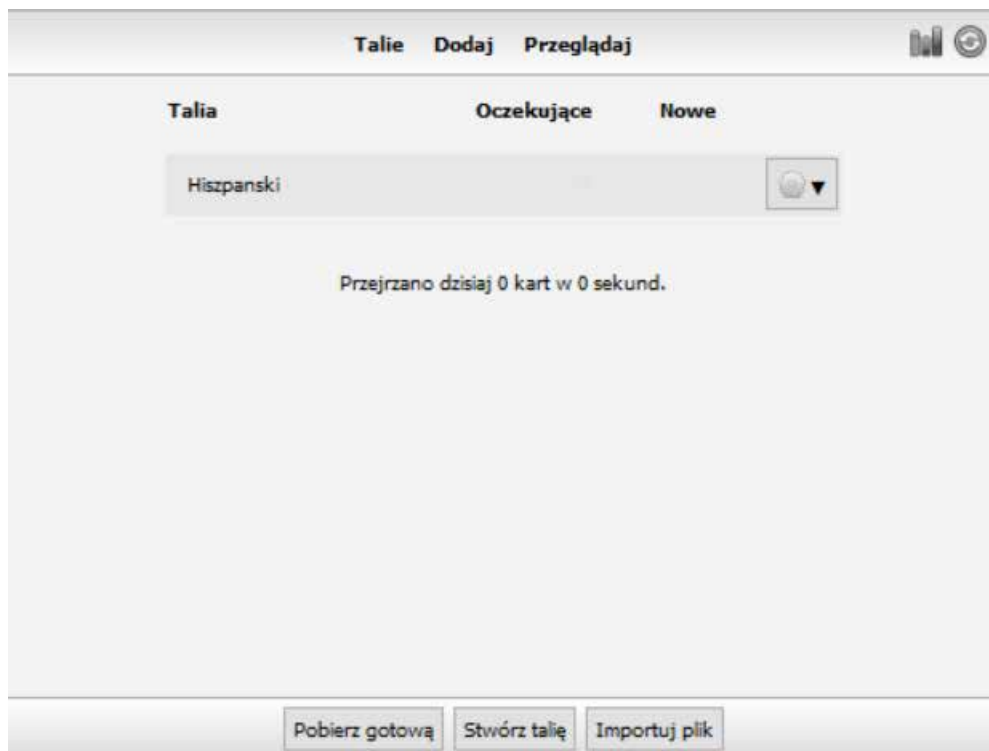 Talie Dodaj Przeglądaj
Talia Oczekujące Nowe
Hiszpanski
Przejrzano dzisiaj 0 kart w 0 sekund.
Pobierz gotową Stwórz talię Importuj plik